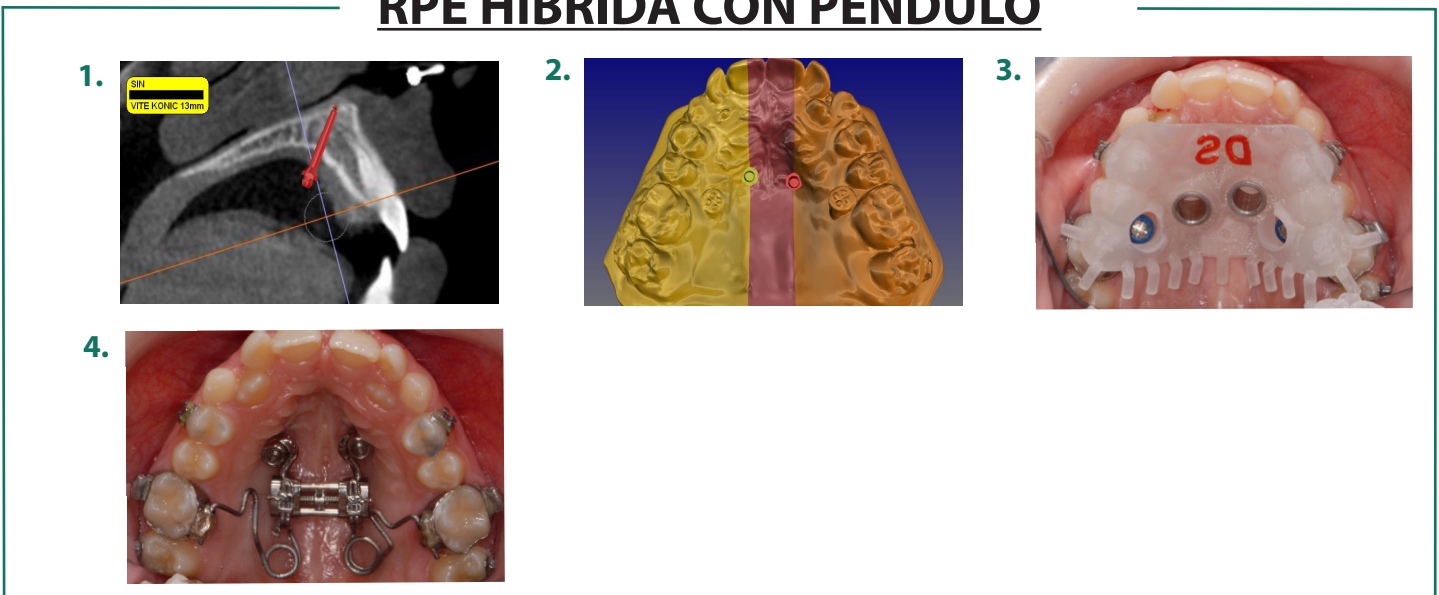 RPE HIBRIDA CON PENDULO
1.
SIN
VITE KONIC 13mm
2.
3.
DS
4.